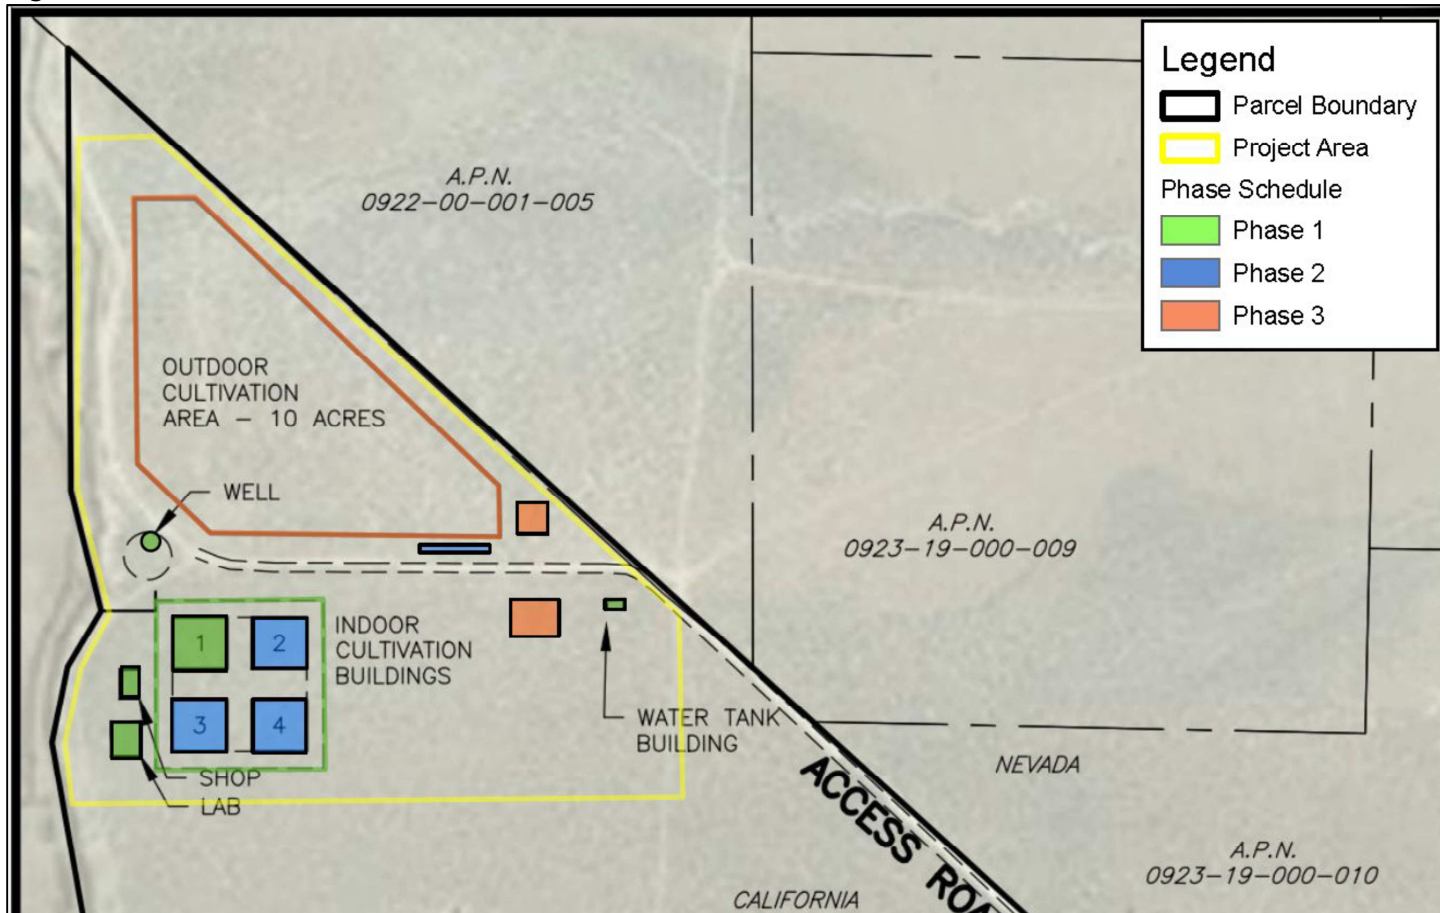 Legend
Parcel Boundary
Project Area
Phase Schedule
Phase 1
Phase 2
Phase 3
A.P.N.
0922-00-001-005
OUTDOOR
CULTIVATION
AREA - 10 ACRES
WELL
A.P.N.
0923-19-000-009
1
2
3
4
INDOOR
CULTIVATION
BUILDINGS
WATER TANK
BUILDING
SHOP
LAB
NEVADA
ACCESS
CALIFORNIA
A.P.N.
0923-19-000-010